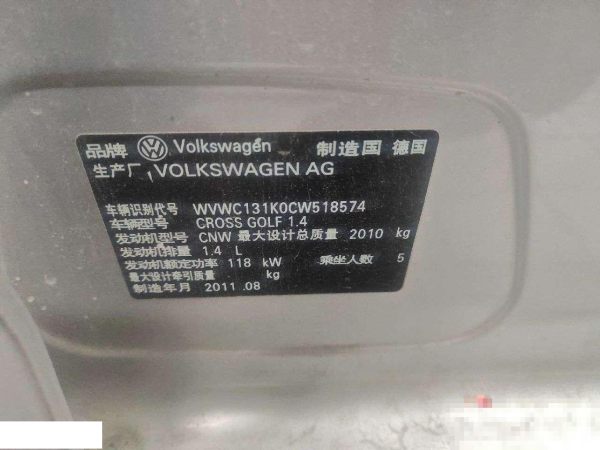 品牌 Volkswagen 制造国 德国
生产厂 VOLKSWAGEN AG
车辆识别代号 WVWC131K0CW518574
车辆型号 CROSS GOLF 1.4
发动机型号 CNW 最大设计总质量 2010 kg
发动机排量 1.4 L
发动机额定功率 118 kW 乘坐人数 5
最大设计牵引质量 kg
制造年月 2011.08